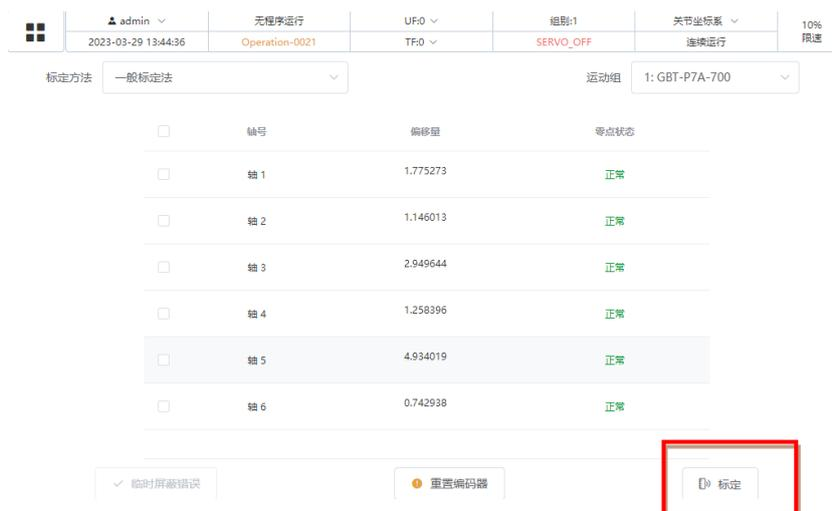 admin 无程序运行 UF:0 组别:1 关节坐标系 10%
2023-03-29 13:44:36 Operation-0021 TF:0 SERVO_OFF 连续运行 限速
标定方法 一般标定法 运动组 1: GBT-P7A-700
轴号 偏移量 零点状态
轴 1 1.775273 正常
轴 2 1.146013 正常
轴 3 2.949644 正常
轴 4 1.258396 正常
轴 5 4.934019 正常
轴 6 0.742938 正常
临时屏蔽错误 重置编码器 标定